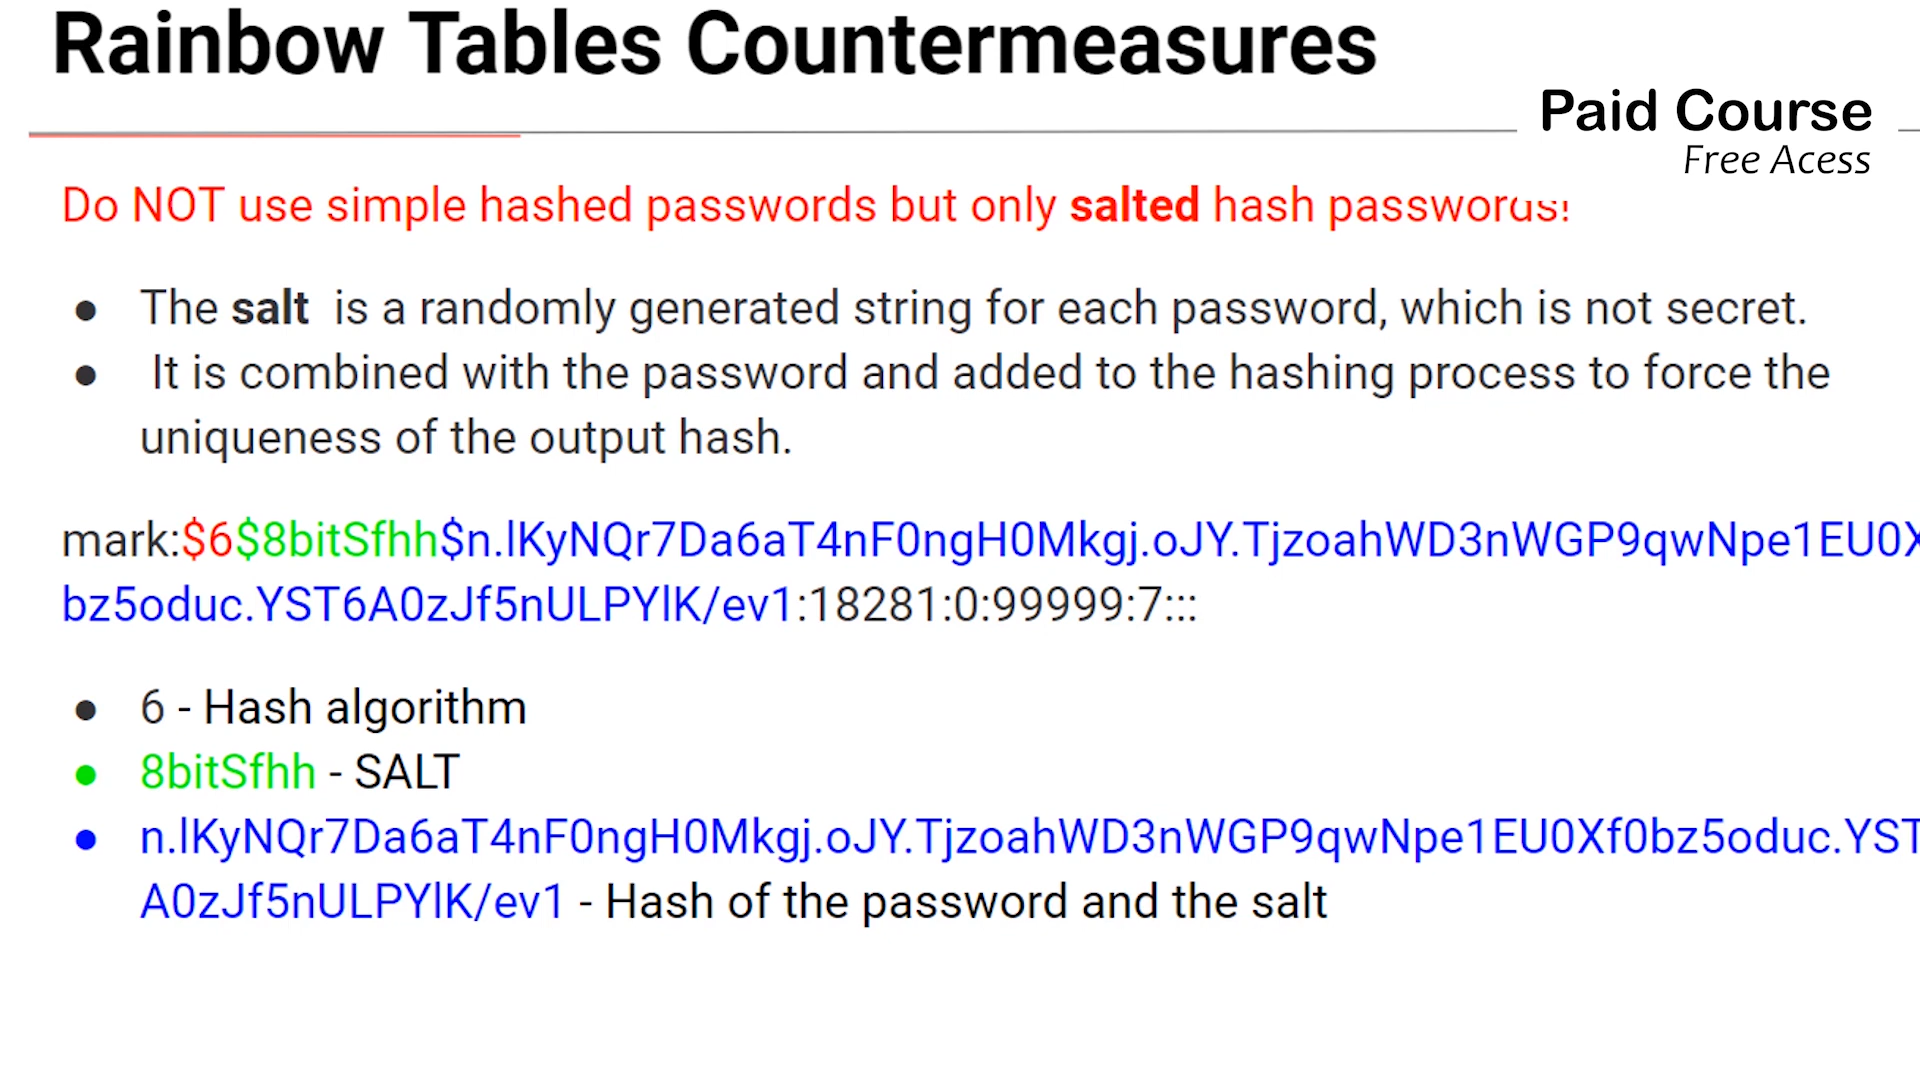 Rainbow Tables Countermeasures
Paid Course
Free Acess
Do NOT use simple hashed passwords but only salted hash passwords!
● The salt is a randomly generated string for each password, which is not secret.
● It is combined with the password and added to the hashing process to force the
uniqueness of the output hash.
mark:$6$8bitSfhh$n.lKyNQr7Da6aT4nF0ngH0Mkgj.oJY.TjzoahWD3nWGP9qwNpe1EU0X
bz5oduc.YST6A0zJf5nULPYlK/ev1:18281:0:99999:7:::
● 6 - Hash algorithm
● 8bitSfhh - SALT
● n.lKyNQr7Da6aT4nF0ngH0Mkgj.oJY.TjzoahWD3nWGP9qwNpe1EU0Xf0bz5oduc.YST
A0zJf5nULPYlK/ev1 - Hash of the password and the salt